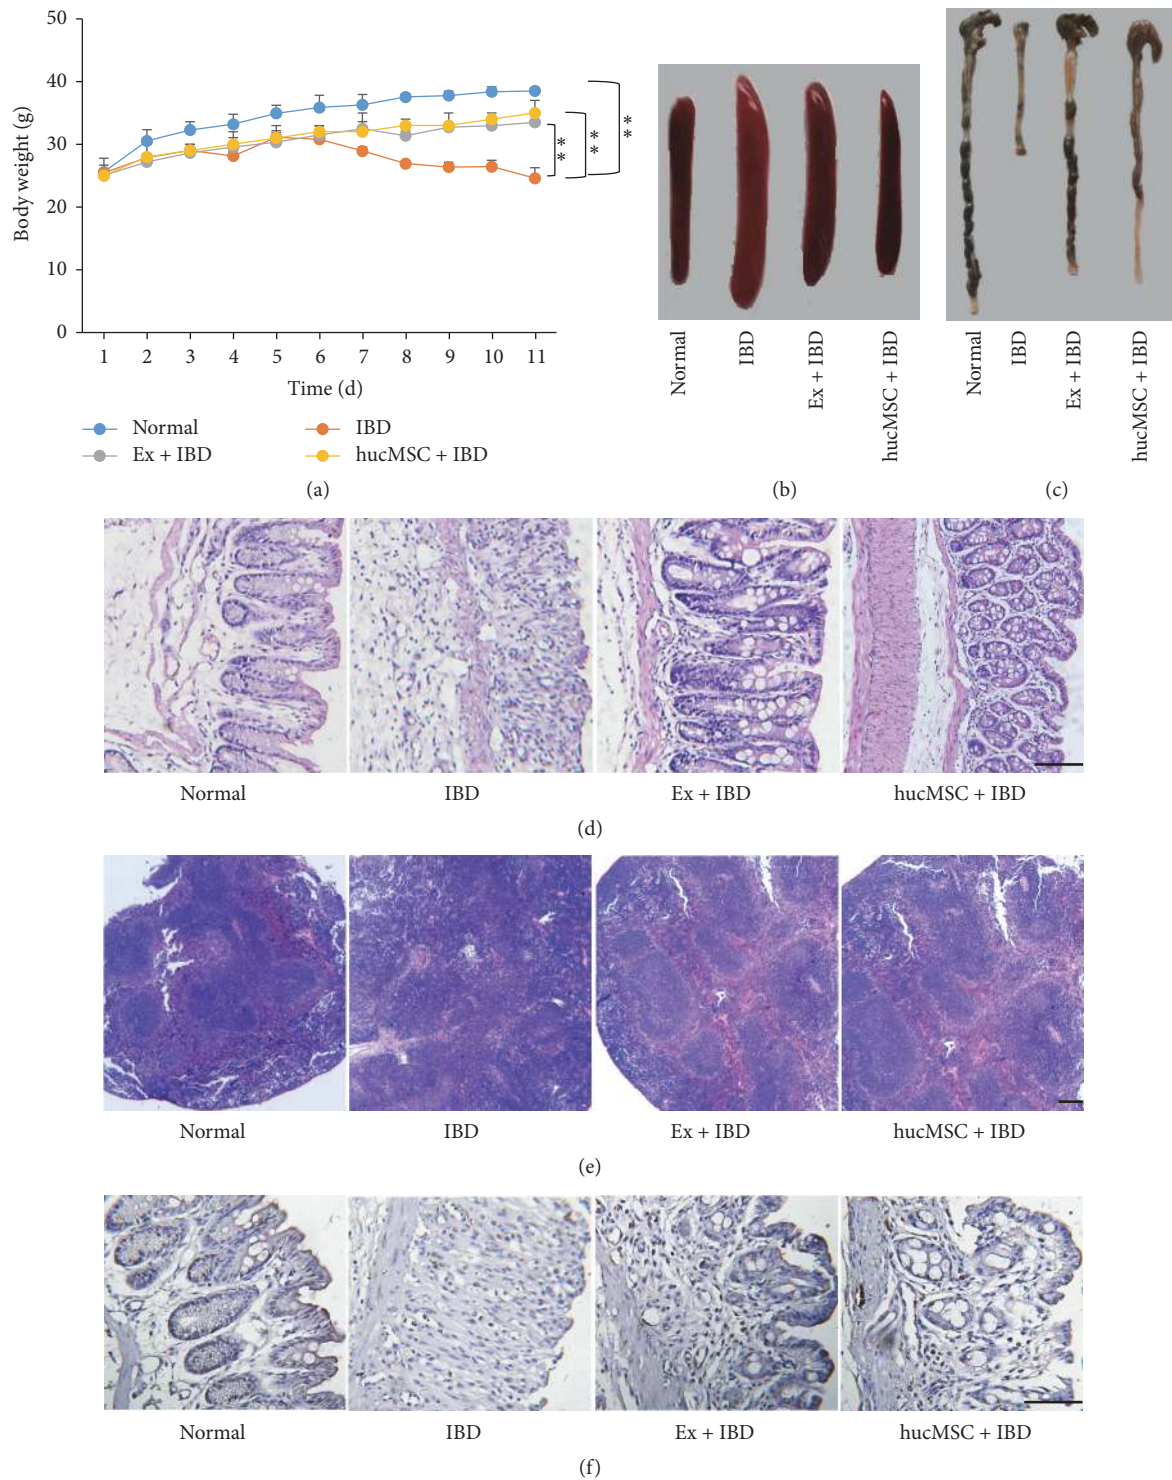 50
40
30
20
10
0
Body weight (g)
1 2 3 4 5 6 7 8 9 10 11
Time (d)
** ** **
Normal IBD
Ex + IBD hucMSC + IBD
(a)
Normal
IBD
Ex + IBD
hucMSC + IBD
(b)
Normal
IBD
Ex + IBD
hucMSC + IBD
(c)
Normal IBD Ex + IBD hucMSC + IBD
(d)
Normal IBD Ex + IBD hucMSC + IBD
(e)
Normal IBD Ex + IBD hucMSC + IBD
(f)